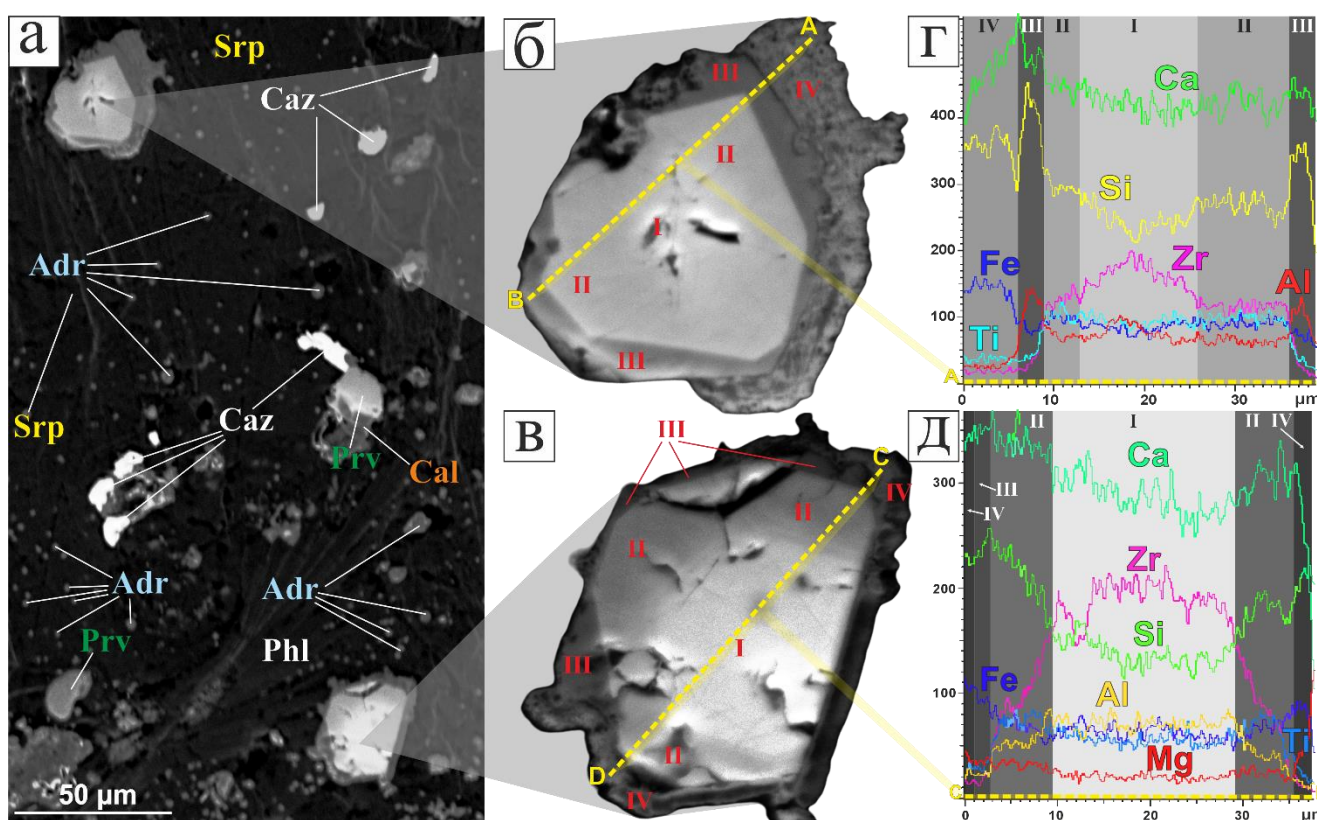 а
Srp
Caz
Adr
Srp
Caz
Prv
Cal
Adr
Adr
Prv
Phl
50 µm
б
A
III
IV
II
I
II
B
III
в
III
C
IV
II
II
I
III
II
D
IV
г
IV
III
II
I
II
III
Ca
400
Si
300
200
Zr
Fe
Al
100
Ti
A
0
10
20
30
µm
д
II
I
II
IV
Ca
III
300
IV
Zr
200
Si
Fe
Al
100
Ti
Mg
C
0
10
20
30
µm